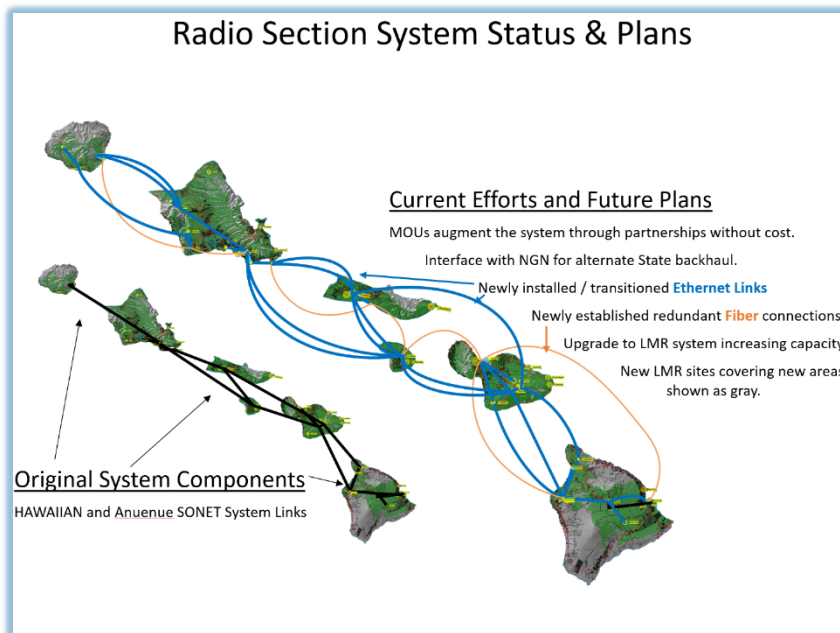 Radio Section System Status & Plans
Current Efforts and Future Plans
MOUs augment the system through partnerships without cost.
Interface with NGN for alternate State backhaul.
Newly installed / transitioned Ethernet Links
Newly established redundant Fiber connections
Upgrade to LMR system increasing capacity
New LMR sites covering new areas
shown as gray.
Original System Components
HAWAIIAN and Anuenue SONET System Links